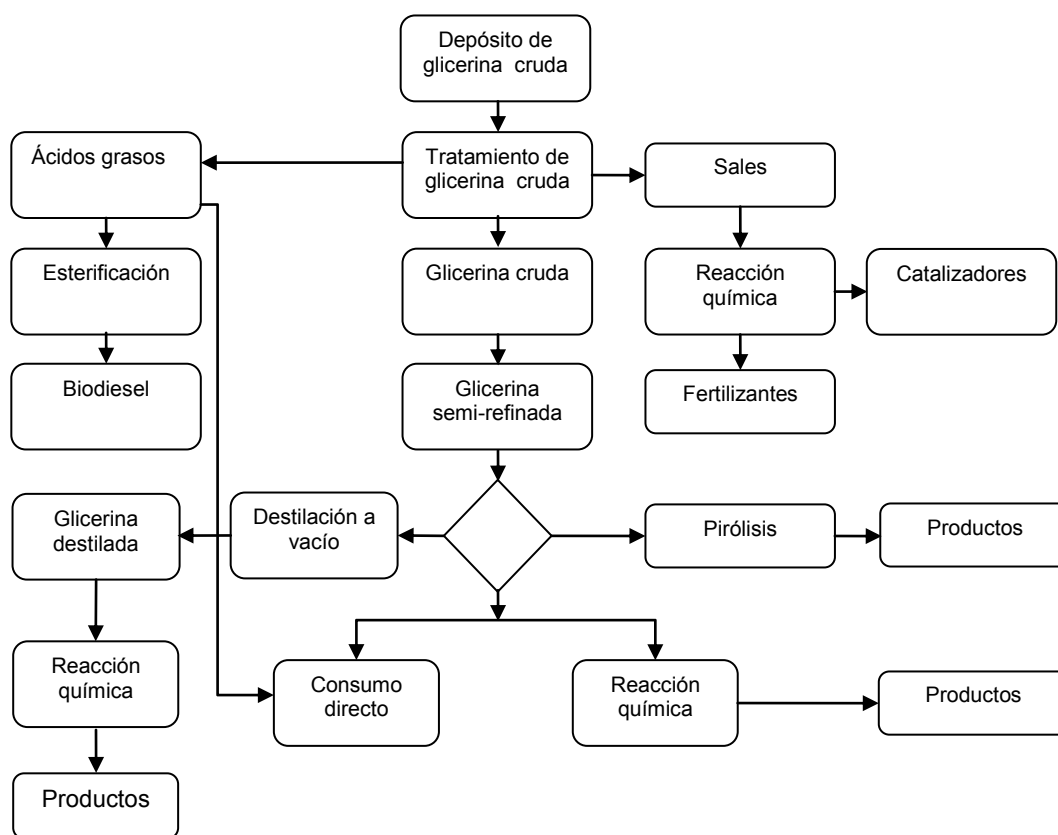 Depósito de
glicerina cruda
Ácidos grasos
Tratamiento de
glicerina cruda
Sales
Esterificación
Glicerina cruda
Reacción
química
Catalizadores
Biodiesel
Glicerina
semi-refinada
Fertilizantes
Glicerina
destilada
Destilación a
vacío
Pirólisis
Productos
Reacción
química
Consumo
directo
Reacción
química
Productos
Productos